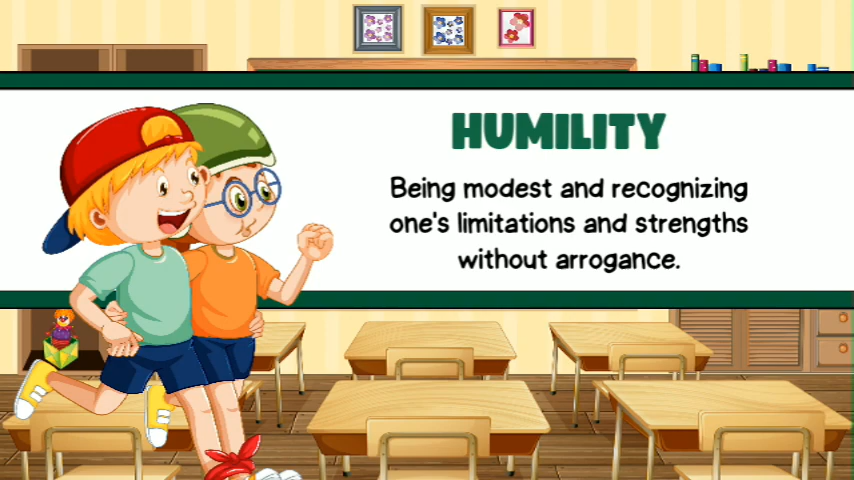 HUMILITY
Being modest and recognizing
one's limitations and strengths
without arrogance.